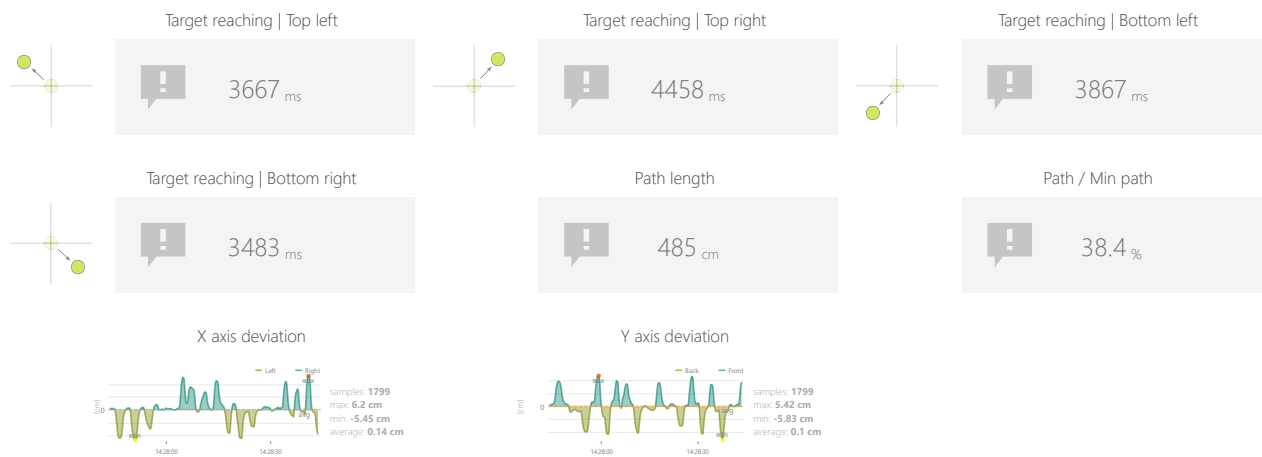 Target reaching | Top left
Target reaching | Top right
Target reaching | Bottom left
3667 ms
4458 ms
3867 ms
Target reaching | Bottom right
Path length
Path / Min path
3483 ms
485 cm
38.4 %
X axis deviation
Y axis deviation
Left
Right
max
[cm]
0
avg
min
14:28:00
14:28:30
samples: 1799
max: 6.2 cm
min: -5.45 cm
average: 0.14 cm
Back
Front
max
[cm]
0
avg
min
14:28:00
14:28:30
samples: 1799
max: 5.42 cm
min: -5.83 cm
average: 0.1 cm